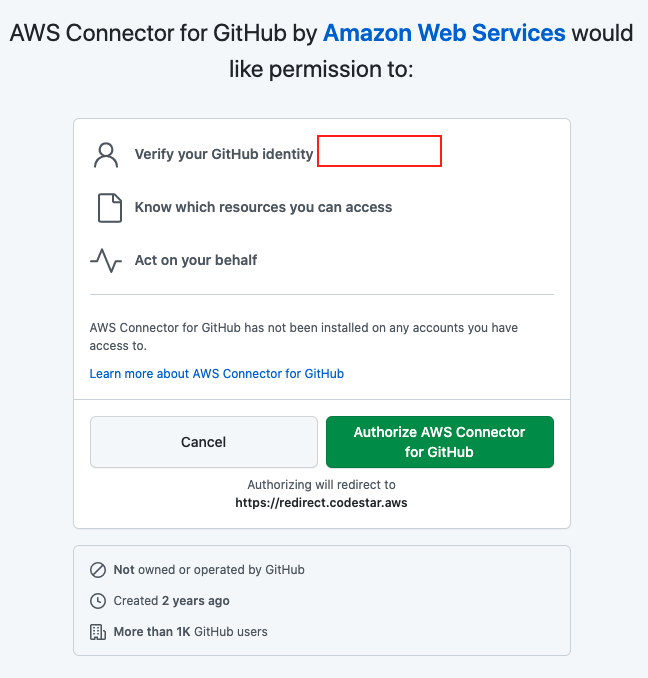 AWS Connector for GitHub by Amazon Web Services would
like permission to:
Verify your GitHub identity
Know which resources you can access
Act on your behalf
AWS Connector for GitHub has not been installed on any accounts you have
access to.
Learn more about AWS Connector for GitHub
Cancel
Authorize AWS Connector
for GitHub
Authorizing will redirect to
https://redirect.codestar.aws
Not owned or operated by GitHub
Created 2 years ago
More than 1K GitHub users